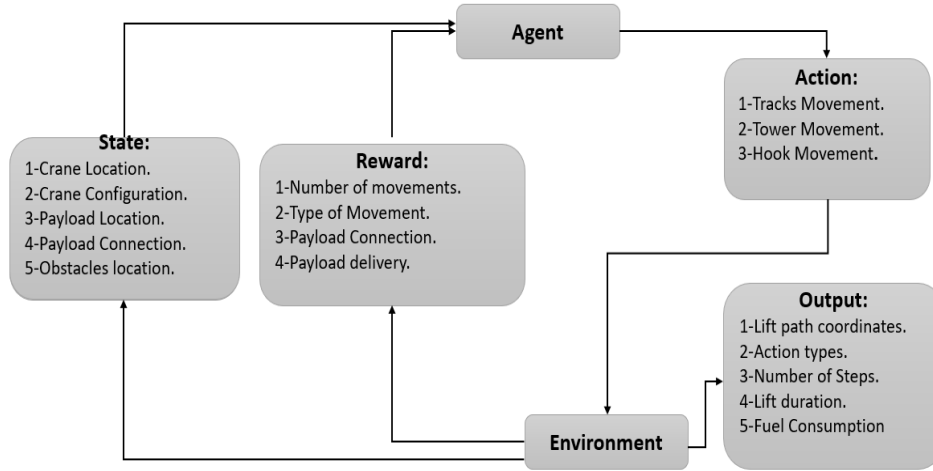 Agent
Action:
1-Tracks Movement.
2-Tower Movement.
3-Hook Movement.
State:
1-Crane Location.
2-Crane Configuration.
3-Payload Location.
4-Payload Connection.
5-Obstacles location.
Reward:
1-Number of movements.
2-Type of Movement.
3-Payload Connection.
4-Payload delivery.
Output:
1-Lift path coordinates.
2-Action types.
3-Number of Steps.
4-Lift duration.
5-Fuel Consumption
Environment